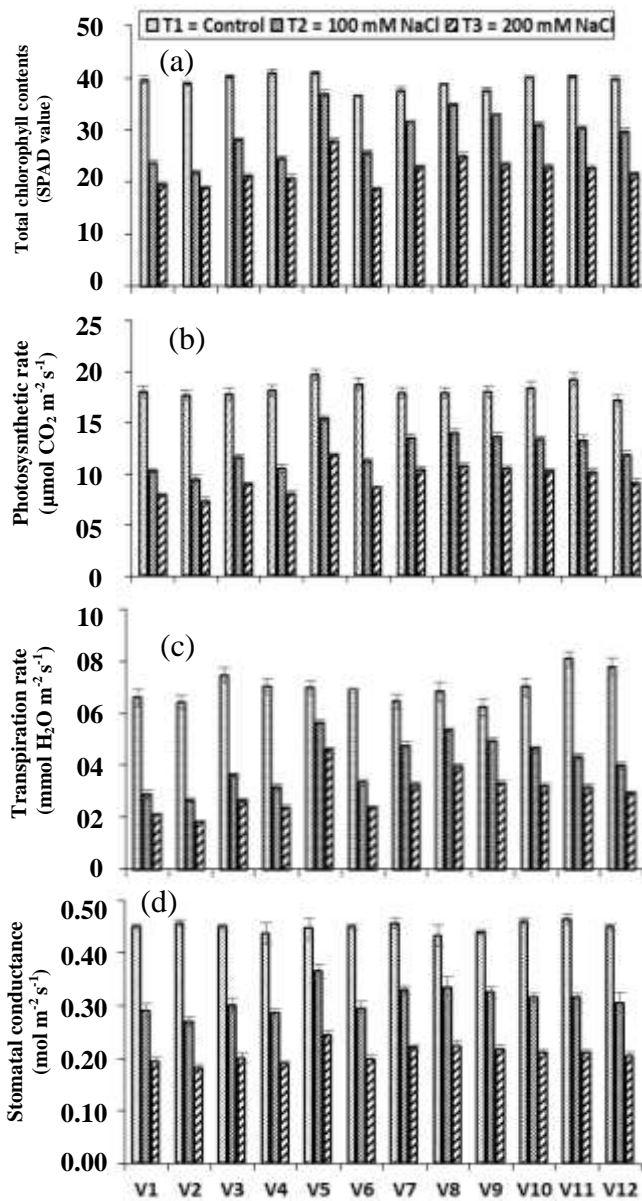 T1 = Control T2 = 100 mM NaCl T3 = 200 mM NaCl
(a)
Total chlorophyll contents
(SPAD value)
50
40
30
20
10
0
(b)
Photosysnthetic rate
(µmol CO₂ m⁻² s⁻¹)
25
20
15
10
05
0
(c)
Transpiration rate
(mmol H₂O m⁻² s⁻¹)
10
08
06
04
02
0
(d)
Stomatal conductance
(mol m⁻² s⁻¹)
0.50
0.40
0.30
0.20
0.10
0.00
V1 V2 V3 V4 V5 V6 V7 V8 V9 V10 V11 V12